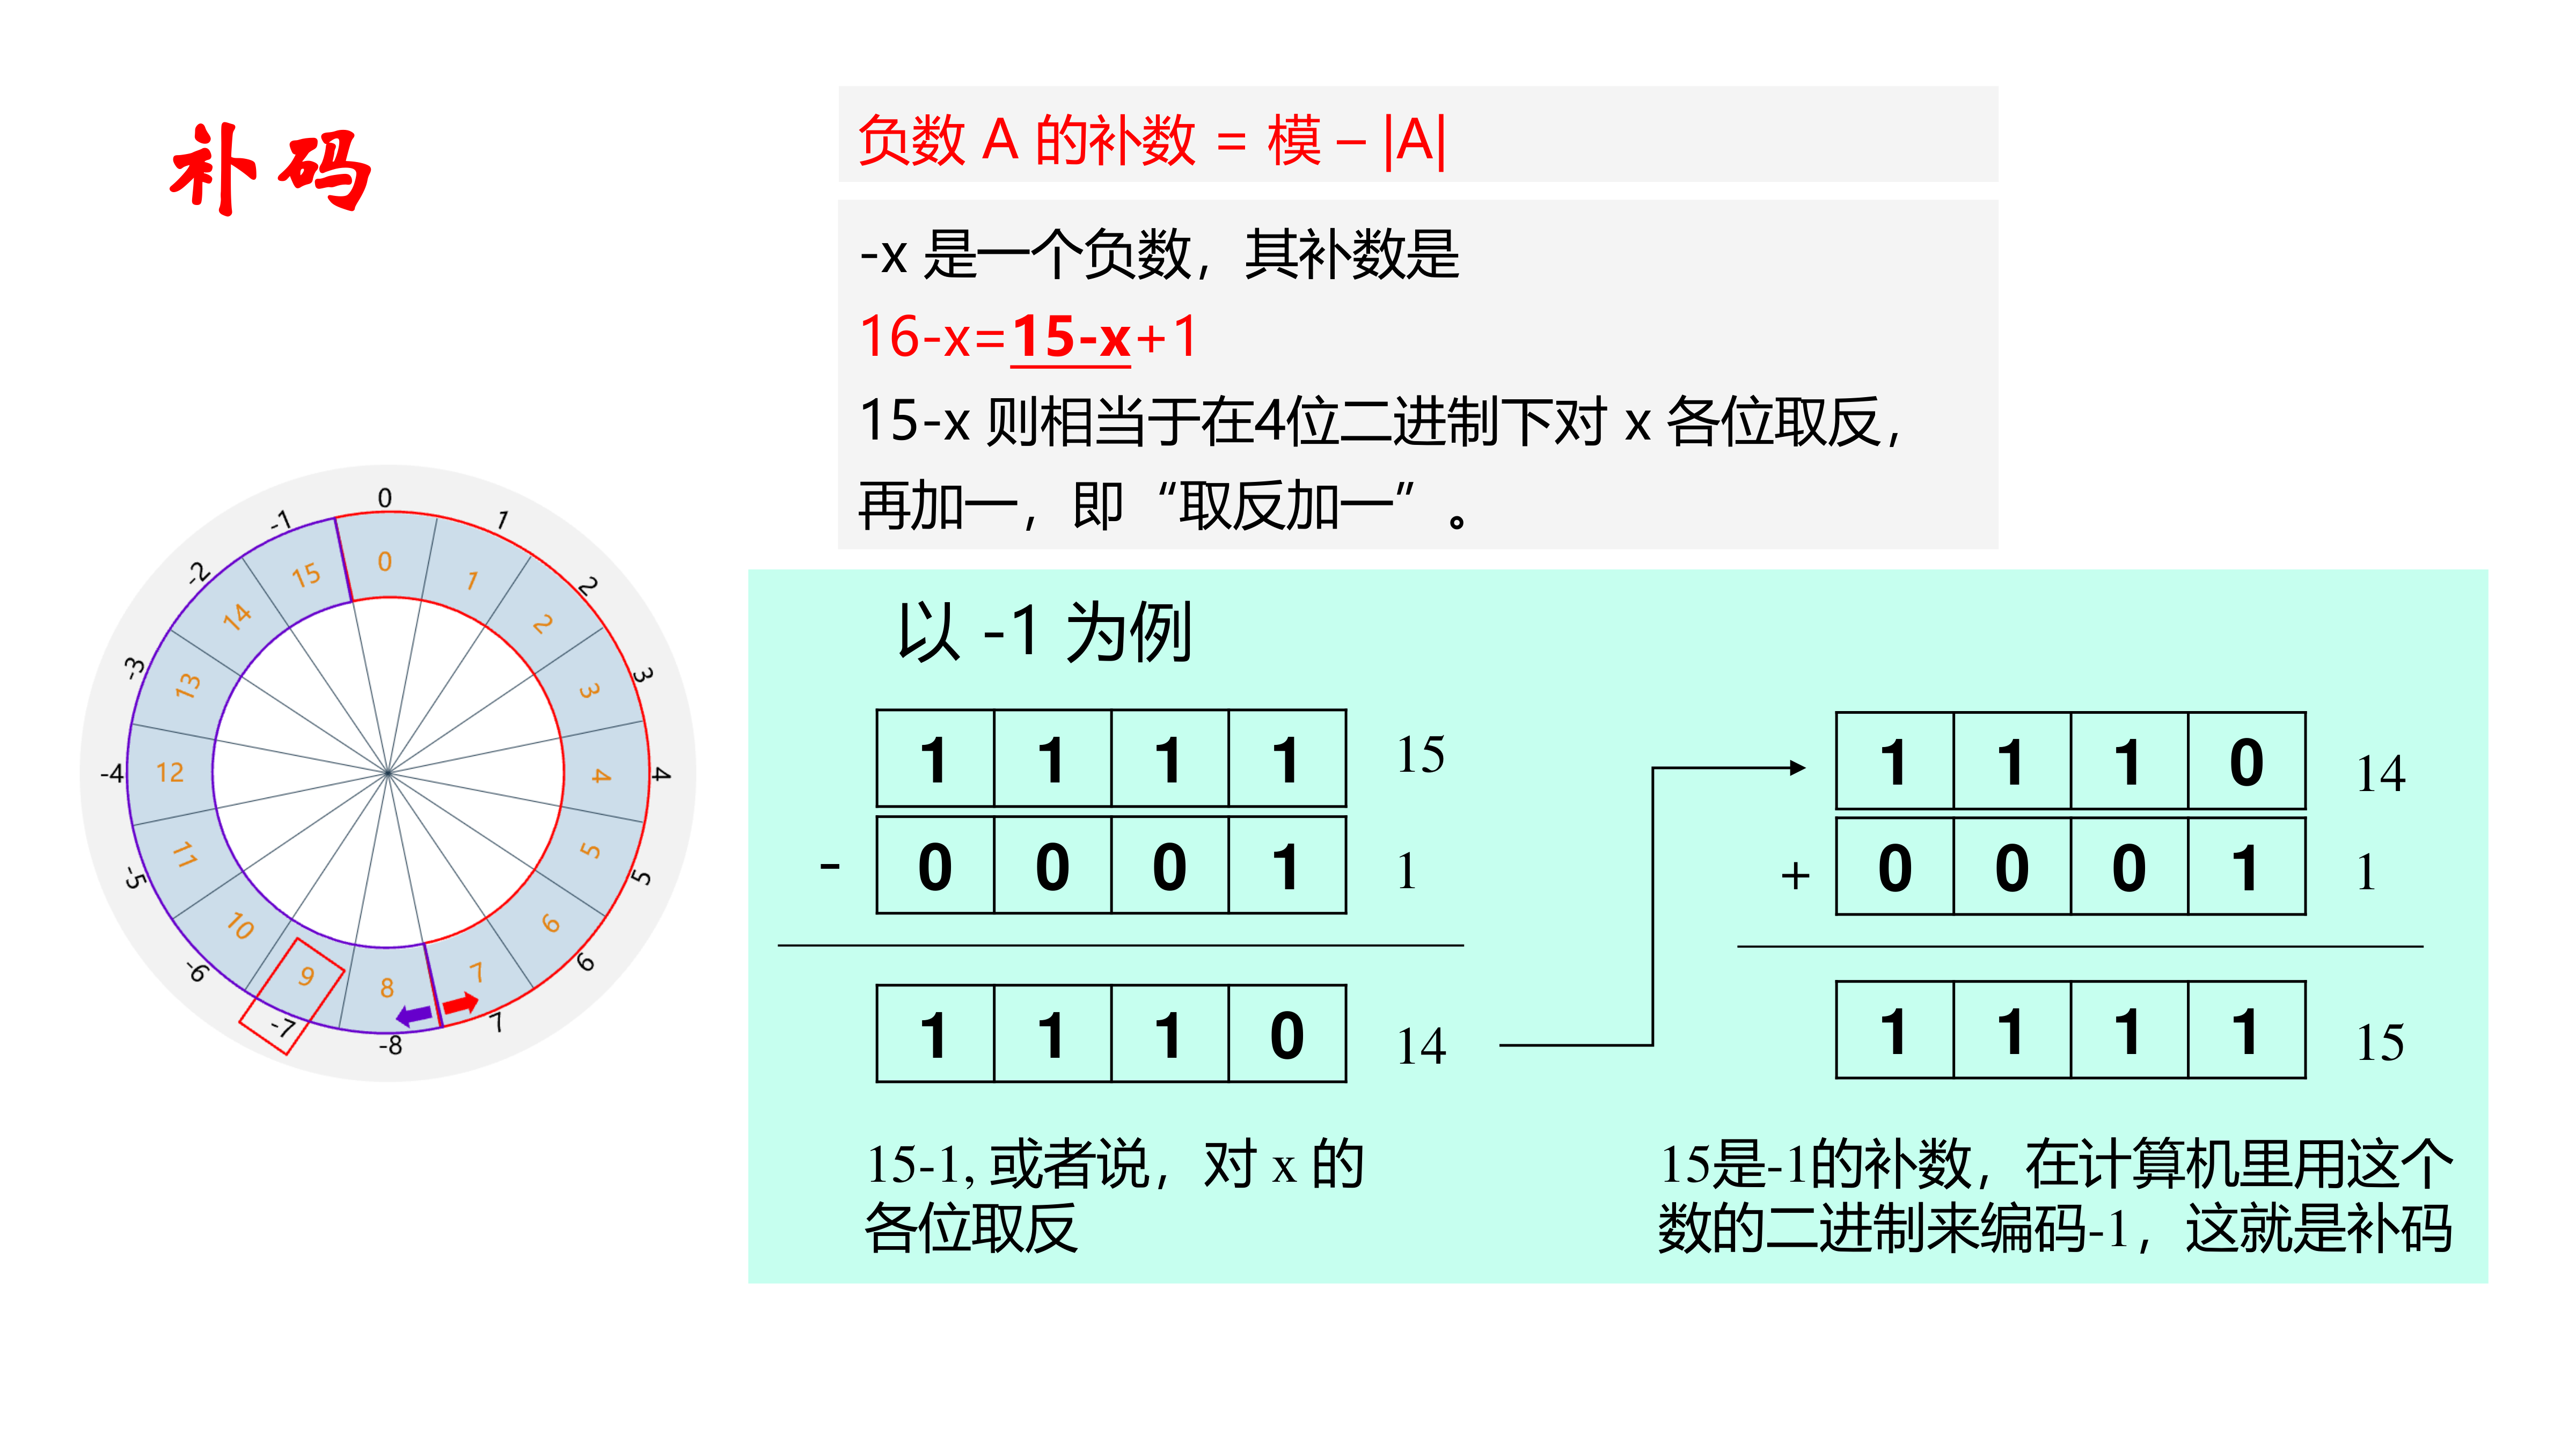 补码
负数 A 的补数 = 模 – |A|
-x 是一个负数，其补数是
16-x=15-x+1
15-x 则相当于在4位二进制下对 x 各位取反，
再加一，即“取反加一”。
0
1
2
3
4
5
6
7
-8
-7
-6
-5
-4
-3
-2
-1
0
1
2
3
4
5
6
7
8
9
10
11
12
13
14
15
以 -1 为例
1 1 1 1 15
- 0 0 0 1 1
1 1 1 0 14
15-1, 或者说，对 x 的
各位取反
1 1 1 0 14
+ 0 0 0 1 1
1 1 1 1 15
15是-1的补数，在计算机里用这个
数的二进制来编码-1，这就是补码